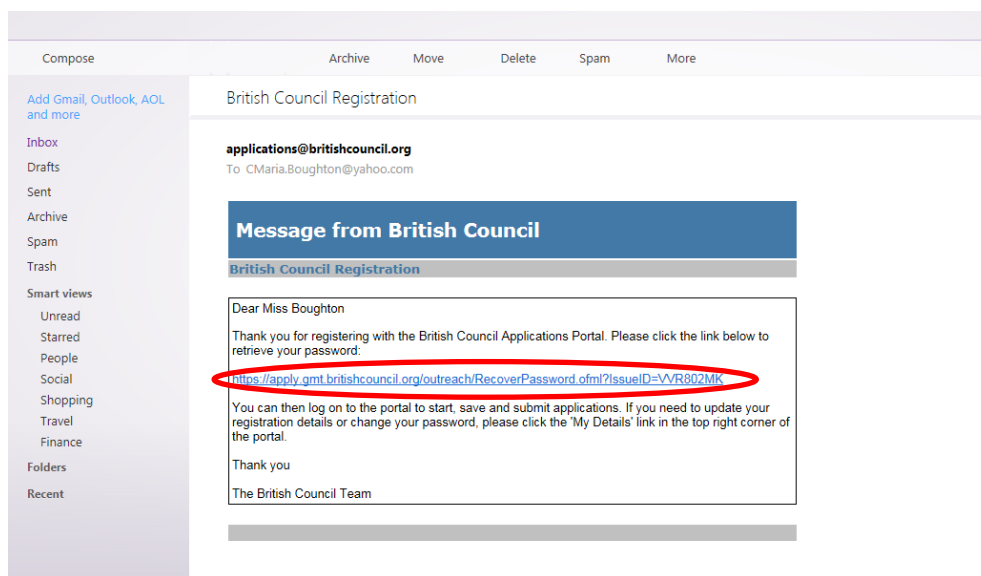 Compose
Archive Move Delete Spam More
Add Gmail, Outlook, AOL
and more
Inbox
Drafts
Sent
Archive
Spam
Trash
Smart views
Unread
Starred
People
Social
Shopping
Travel
Finance
Folders
Recent
British Council Registration
applications@britishcouncil.org
To CMaria.Boughton@yahoo.com
Message from British Council
British Council Registration
Dear Miss Boughton
Thank you for registering with the British Council Applications Portal. Please click the link below to
retrieve your password:
https://apply.gmt.britishcouncil.org/outreach/RecoverPassword.ofml?IssueID=VVR802MK
You can then log on to the portal to start, save and submit applications. If you need to update your
registration details or change your password, please click the 'My Details' link in the top right corner of
the portal.
Thank you
The British Council Team